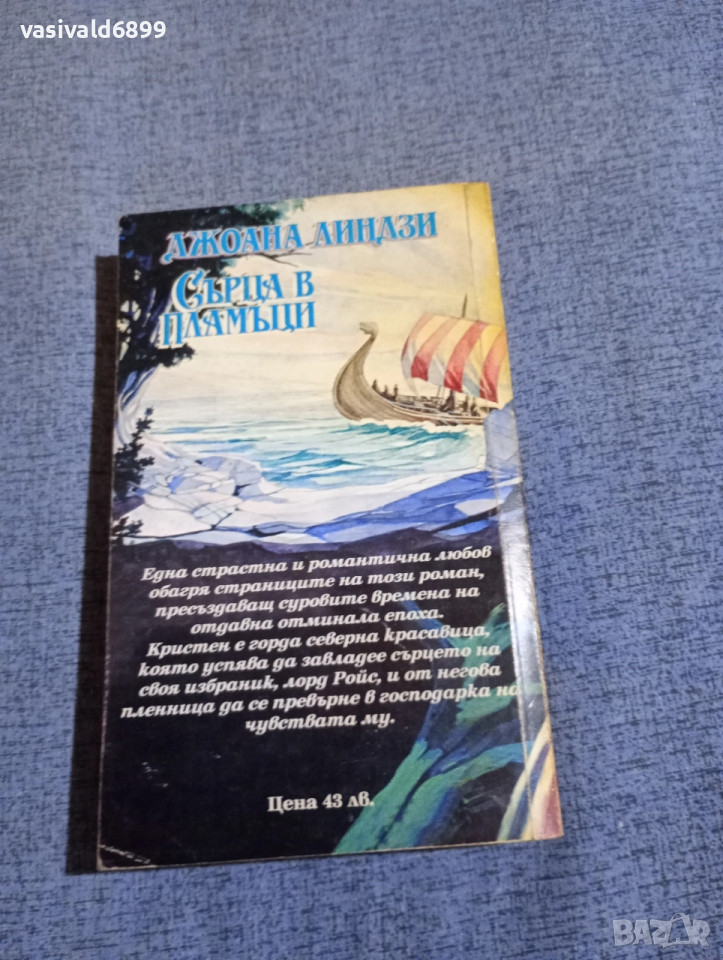 vasivald6899
ДЖОАНА ЛИНДЗИ
СЪРЦА В
ПЛАМЪЦИ
Една страстна и романтична любов
обагря страниците на този роман,
пресъздаващ суровите времена на
отдавна отминала епоха.
Кристен е горда северна красавица,
която успява да завладее сърцето на
своя избраник, лорд Ройс, и от негова
пленница да се превърне в господарка на
чувствата му.
Цена 43 лв.
BAZAR